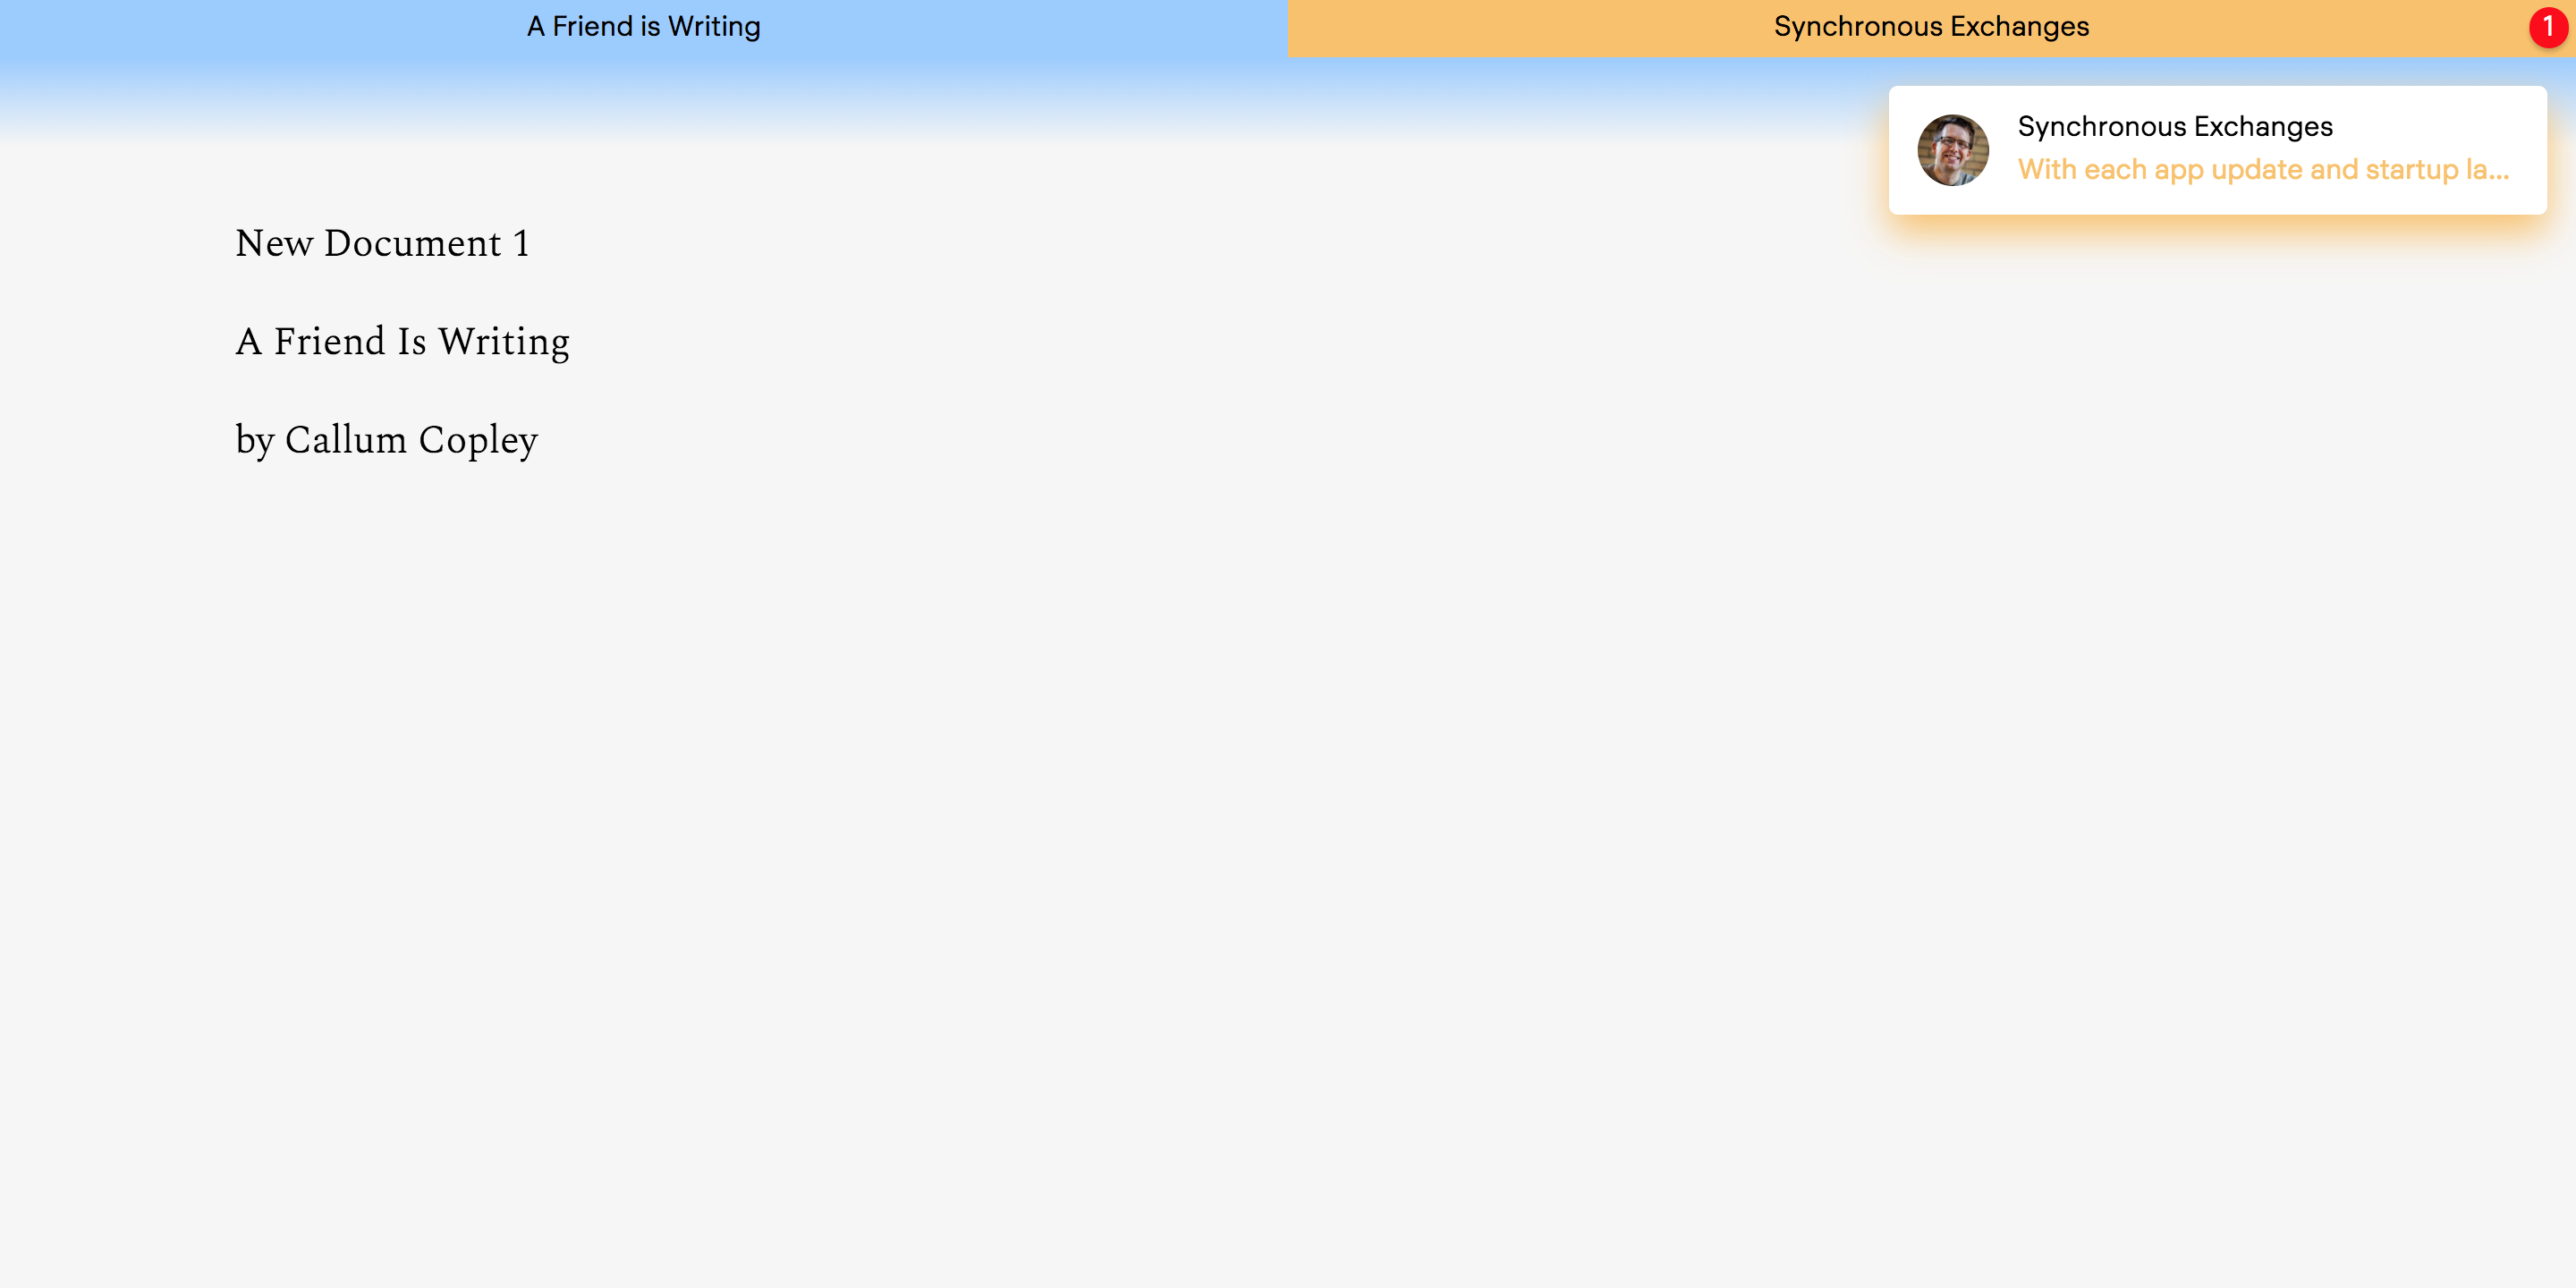 A Friend is Writing
Synchronous Exchanges
1
Synchronous Exchanges
With each app update and startup la...
New Document 1
A Friend Is Writing
by Callum Copley